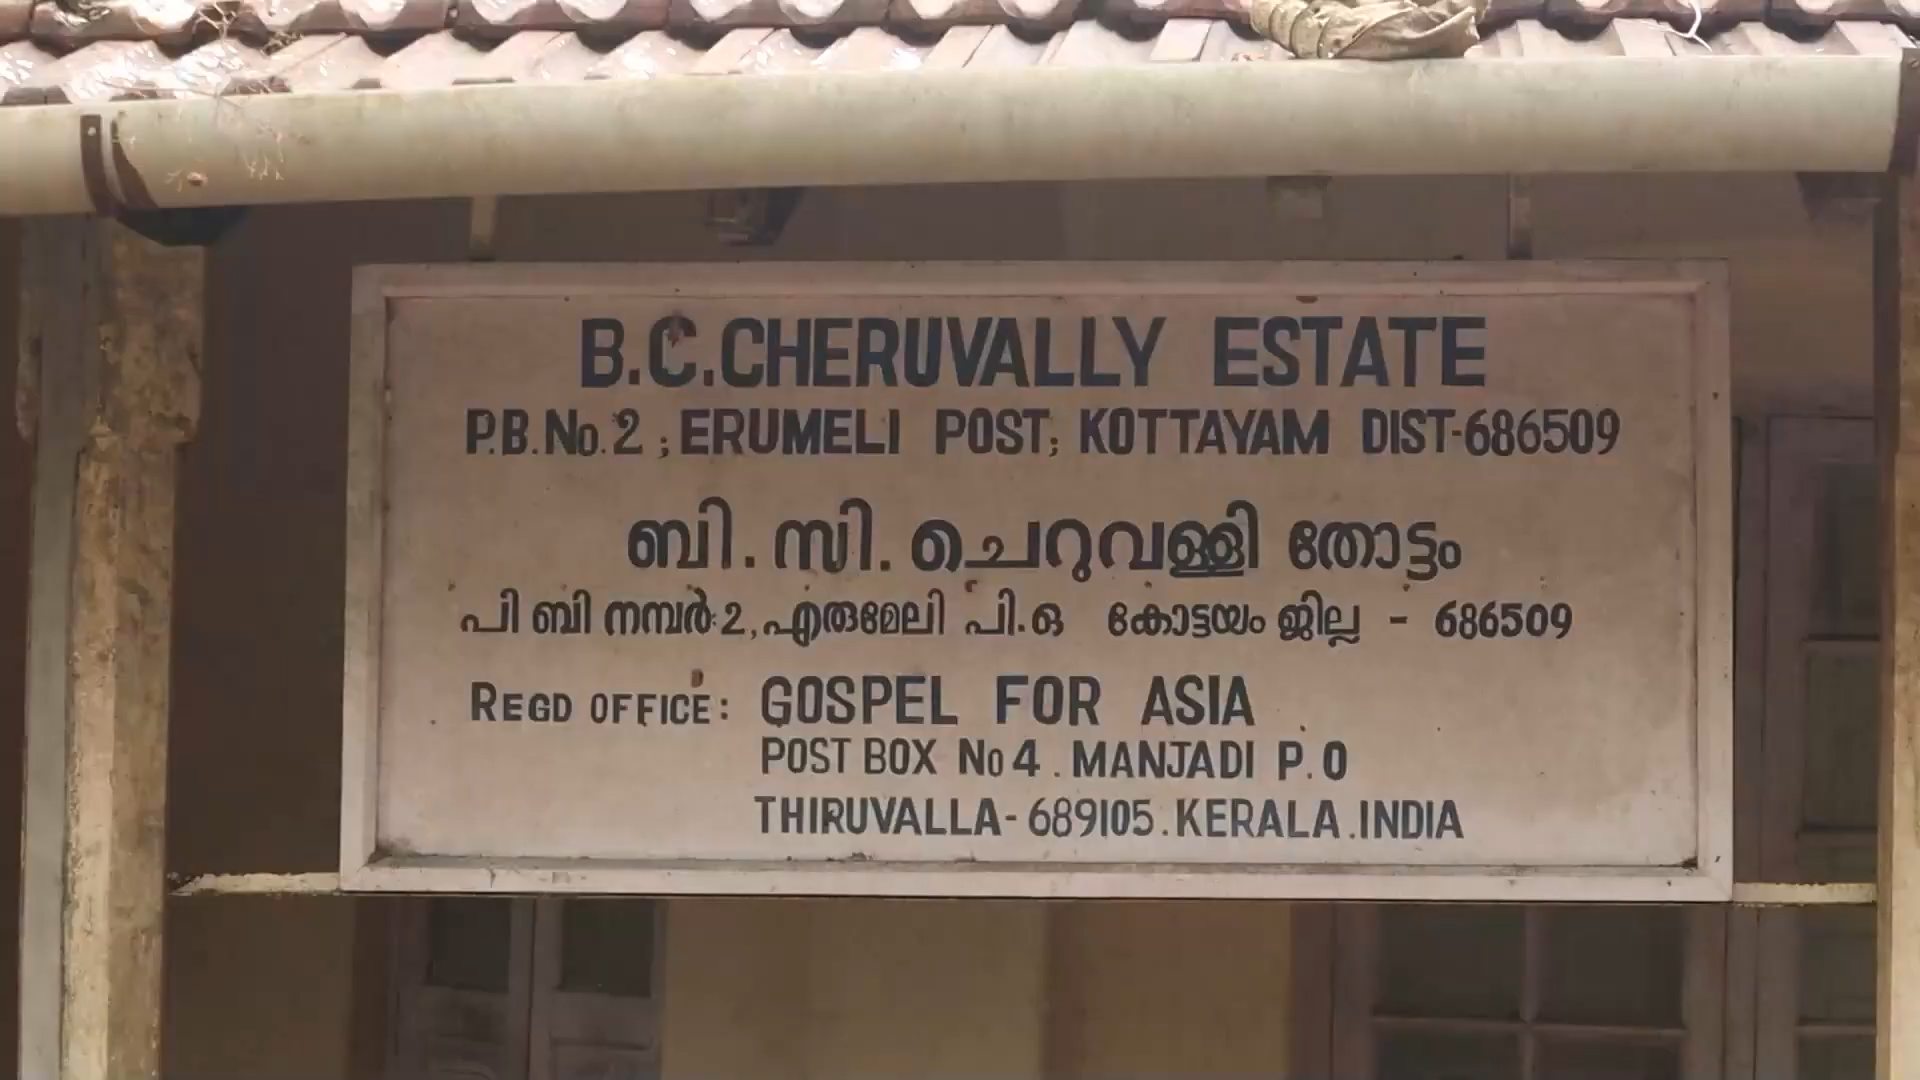 B.C.CHERUVALLY ESTATE
P.B.No.2 ; ERUMELI POST; KOTTAYAM DIST-686509
ബി. സി. ചെറുവള്ളി തോട്ടം
പി ബി നമ്പർ:2, എരുമേലി പി.ഒ കോട്ടയം ജില്ല - 686509
REGD OFFICE: GOSPEL FOR ASIA
POST BOX No 4 . MANJADI P.O
THIRUVALLA-689105.KERALA.INDIA